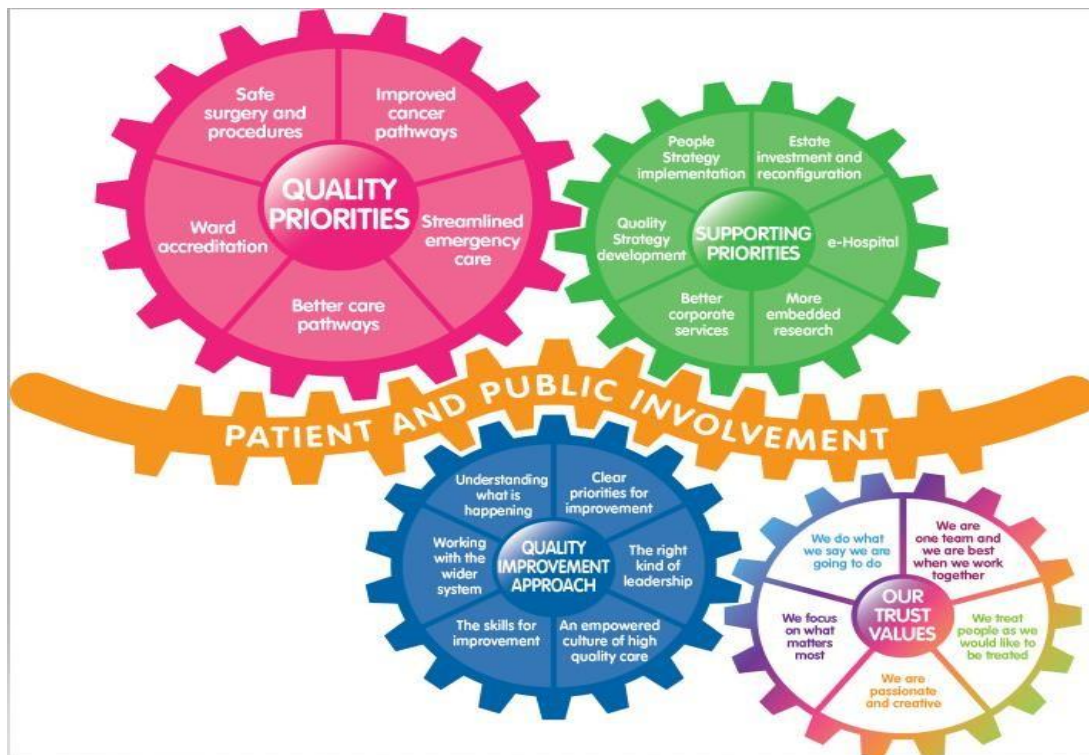 QUALITY
PRIORITIES
Safe
surgery and
procedures
Improved
cancer
pathways
Streamlined
emergency
care
Better care
pathways
Ward
accreditation
SUPPORTING
PRIORITIES
People
Strategy
implementation
Estate
investment and
reconfiguration
e-Hospital
More
embedded
research
Better
corporate
services
Quality
Strategy
development
PATIENT AND PUBLIC INVOLVEMENT
QUALITY
IMPROVEMENT
APPROACH
Understanding
what is
happening
Clear
priorities for
improvement
The right
kind of
leadership
An empowered
culture of high
quality care
The skills for
improvement
Working
with the
wider
system
OUR
TRUST
VALUES
We do what
we say we are
going to do
We are
one team and
we are best
when we work
together
We treat
people as we
would like to
be treated
We are
passionate
and creative
We focus
on what
matters
most